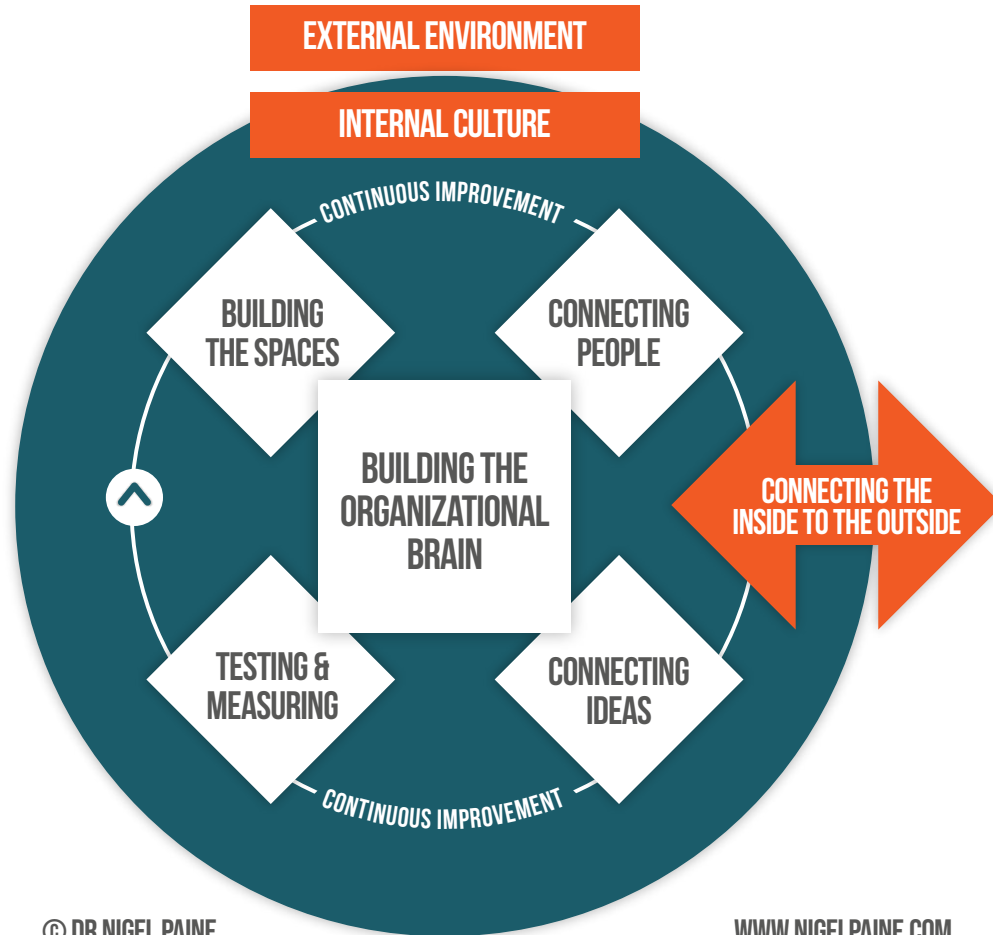 EXTERNAL ENVIRONMENT
INTERNAL CULTURE
CONTINUOUS IMPROVEMENT
BUILDING
THE SPACES
CONNECTING
PEOPLE
BUILDING THE
ORGANIZATIONAL
BRAIN
CONNECTING THE
INSIDE TO THE OUTSIDE
TESTING &
MEASURING
CONNECTING
IDEAS
CONTINUOUS IMPROVEMENT
© DR NIGEL PAINE
WWW.NIGELPAINE.COM